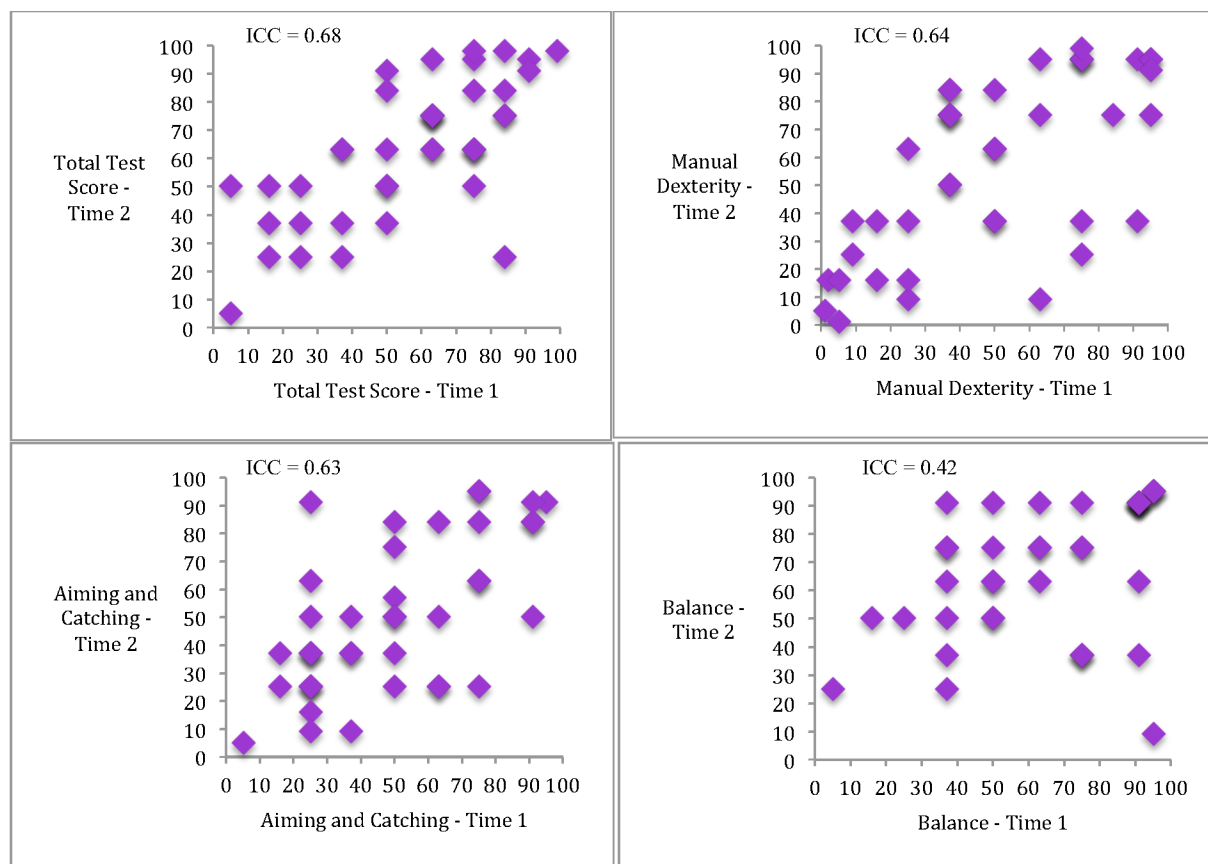 ICC = 0.68
100
90
80
70
60
50
40
30
20
10
0
Total Test
Score -
Time 2
0 10 20 30 40 50 60 70 80 90 100
Total Test Score - Time 1
ICC = 0.64
100
90
80
70
60
50
40
30
20
10
0
Manual
Dexterity -
Time 2
0 10 20 30 40 50 60 70 80 90 100
Manual Dexterity - Time 1
ICC = 0.63
100
90
80
70
60
50
40
30
20
10
0
Aiming and
Catching -
Time 2
0 10 20 30 40 50 60 70 80 90 100
Aiming and Catching - Time 1
ICC = 0.42
100
90
80
70
60
50
40
30
20
10
0
Balance -
Time 2
0 10 20 30 40 50 60 70 80 90 100
Balance - Time 1